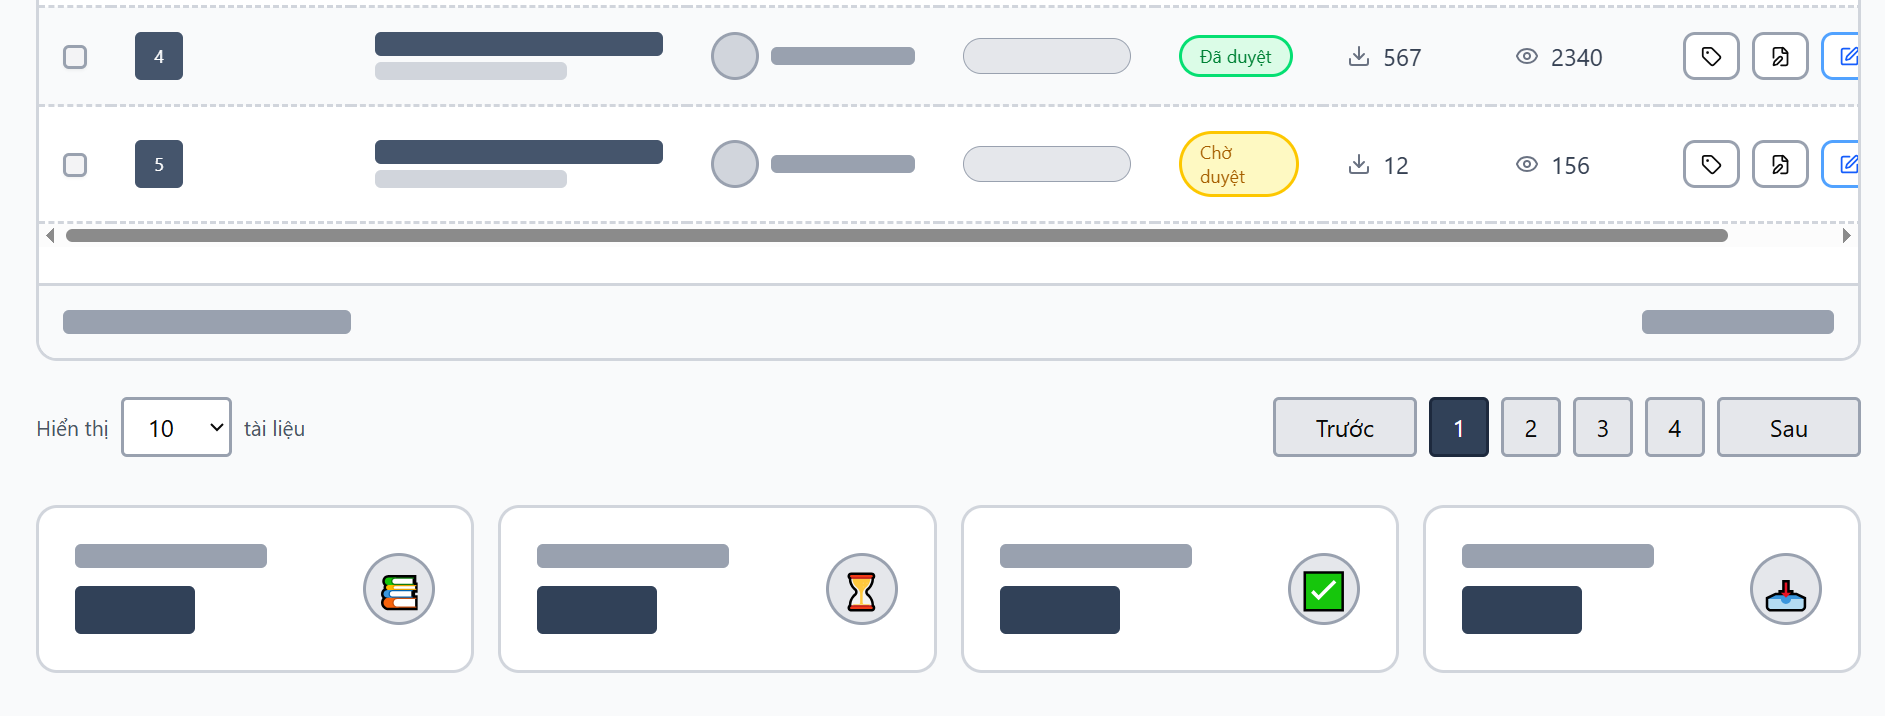 4 Đã duyệt 567 2340
5 Chờ duyệt 12 156
Hiển thị 10 tài liệu Trước 1 2 3 4 Sau